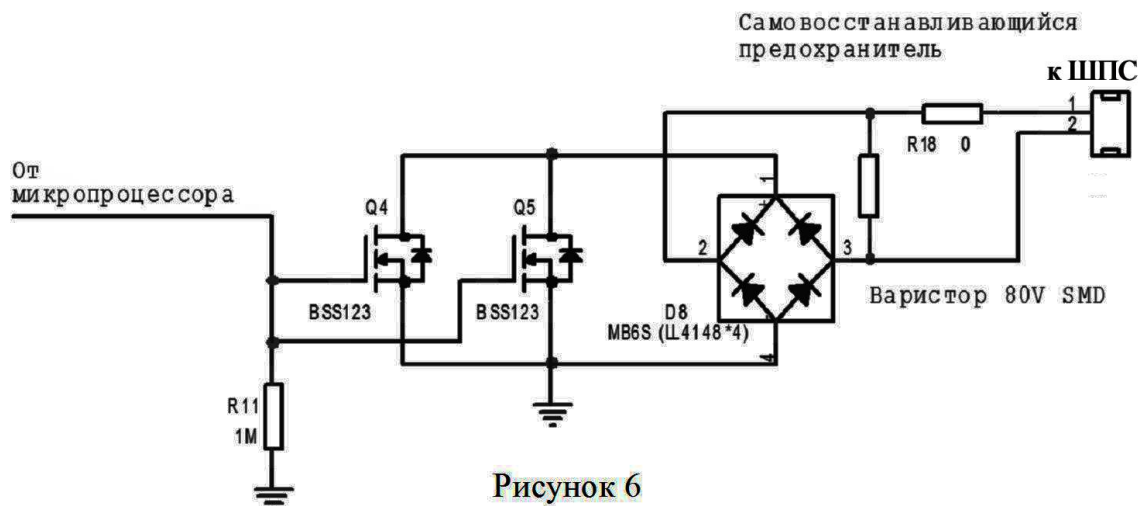 Самовосстанавливающийся
предохранитель
к ШПС
1
2
R18 0
От
микропроцессора
Q4
Q5
1
+
2
3
BSS123
BSS123
Варистор 80V SMD
D8
MB6S (LL4148*4)
4
R11
1M
Рисунок 6